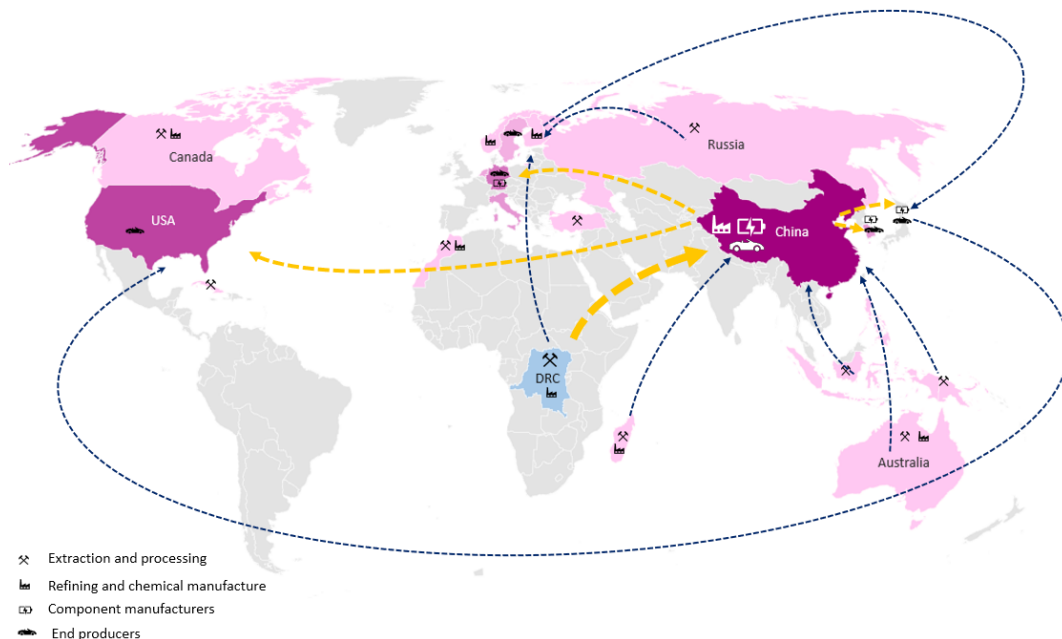 Canada
Russia
USA
China
DRC
Australia
Extraction and processing
Refining and chemical manufacture
Component manufacturers
End producers